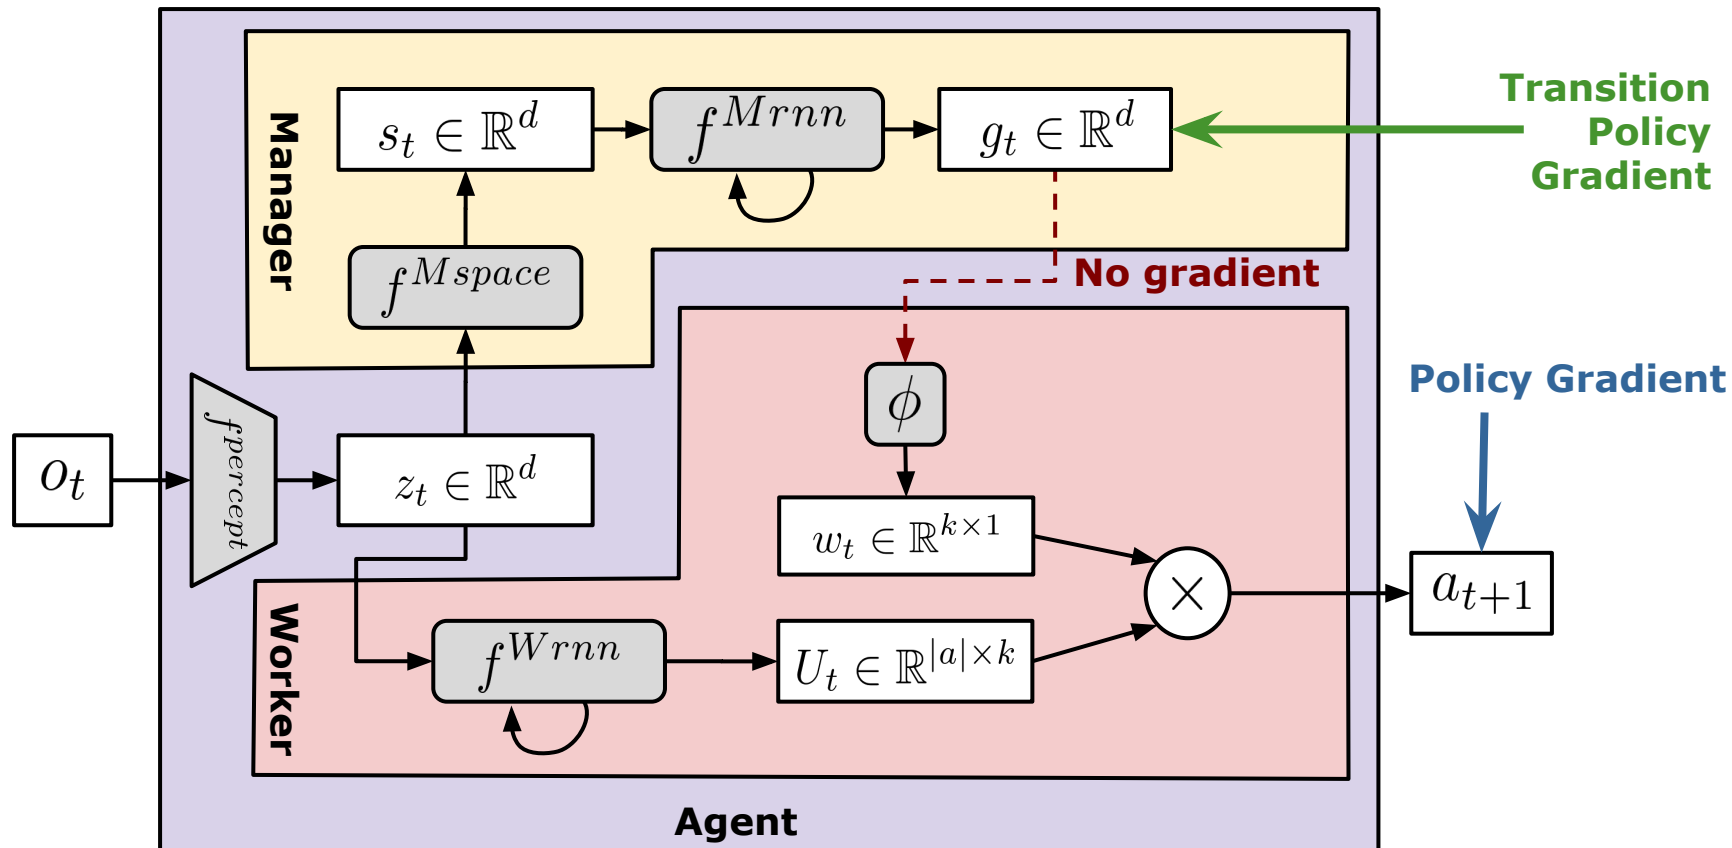 Manager
s_t ∈ ℝ^d
f^{Mrnn}
g_t ∈ ℝ^d
Transition
Policy
Gradient
f^{Mspace}
No gradient
ϕ
Policy Gradient
o_t
f^{percept}
z_t ∈ ℝ^d
w_t ∈ ℝ^{k×1}
×
a_{t+1}
Worker
f^{Wrnn}
U_t ∈ ℝ^{|a|×k}
Agent